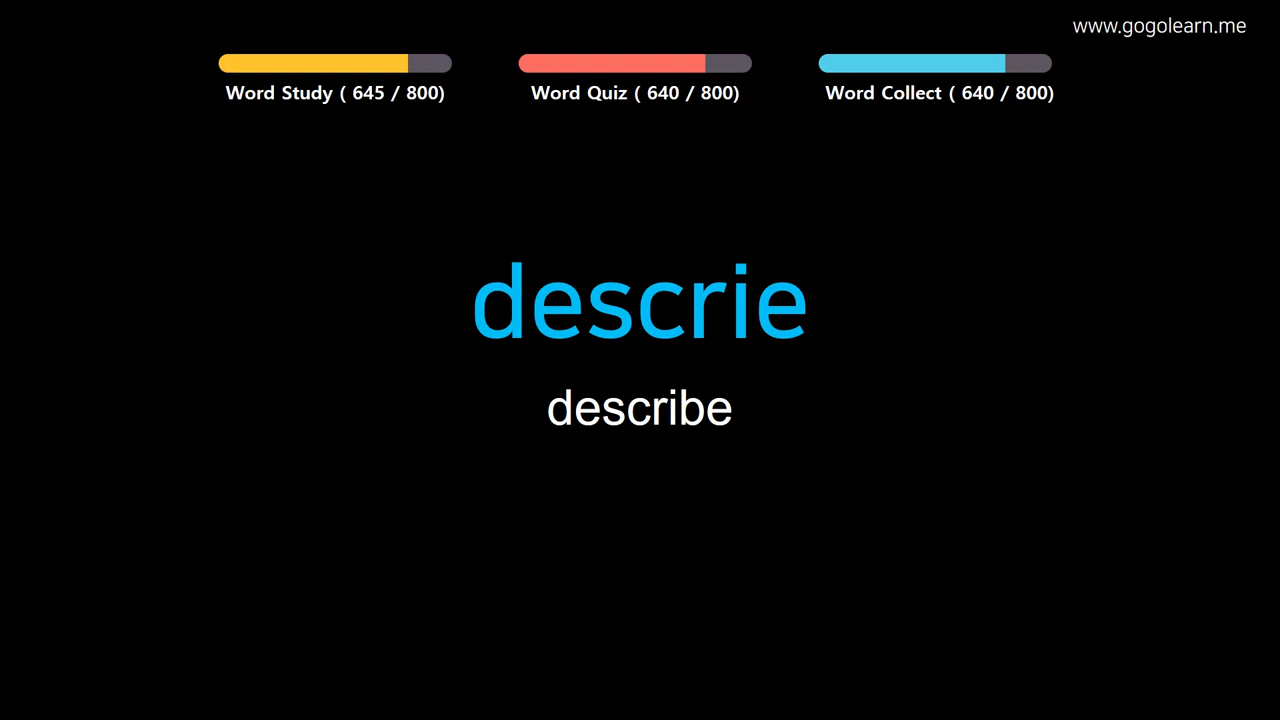 www.gogolearn.me
Word Study ( 645 / 800)
Word Quiz ( 640 / 800)
Word Collect ( 640 / 800)
descrie
describe